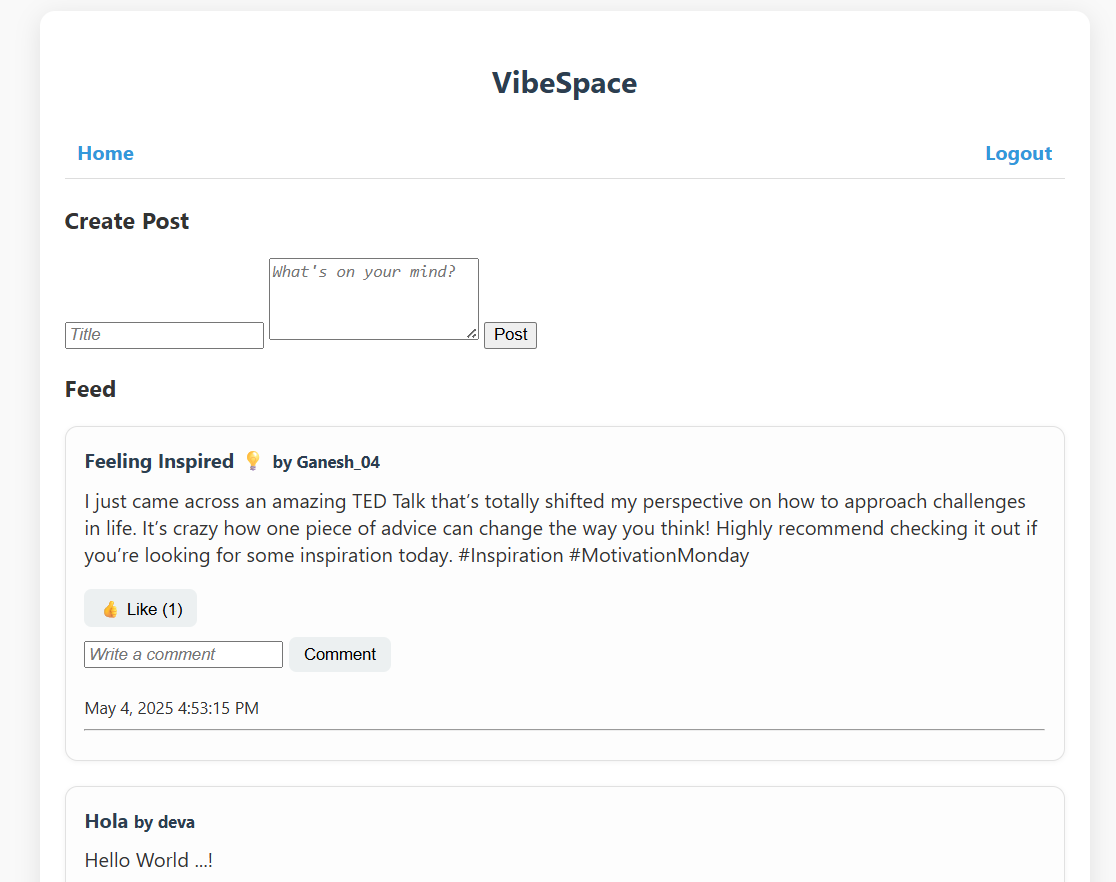 VibeSpace
Home Logout
Create Post
What's on your mind?
Title Post
Feed
Feeling Inspired 💡 by Ganesh_04
I just came across an amazing TED Talk that’s totally shifted my perspective on how to approach challenges
in life. It’s crazy how one piece of advice can change the way you think! Highly recommend checking it out if
you’re looking for some inspiration today. #Inspiration #MotivationMonday
👍 Like (1)
Write a comment Comment
May 4, 2025 4:53:15 PM
Hola by deva
Hello World ...!